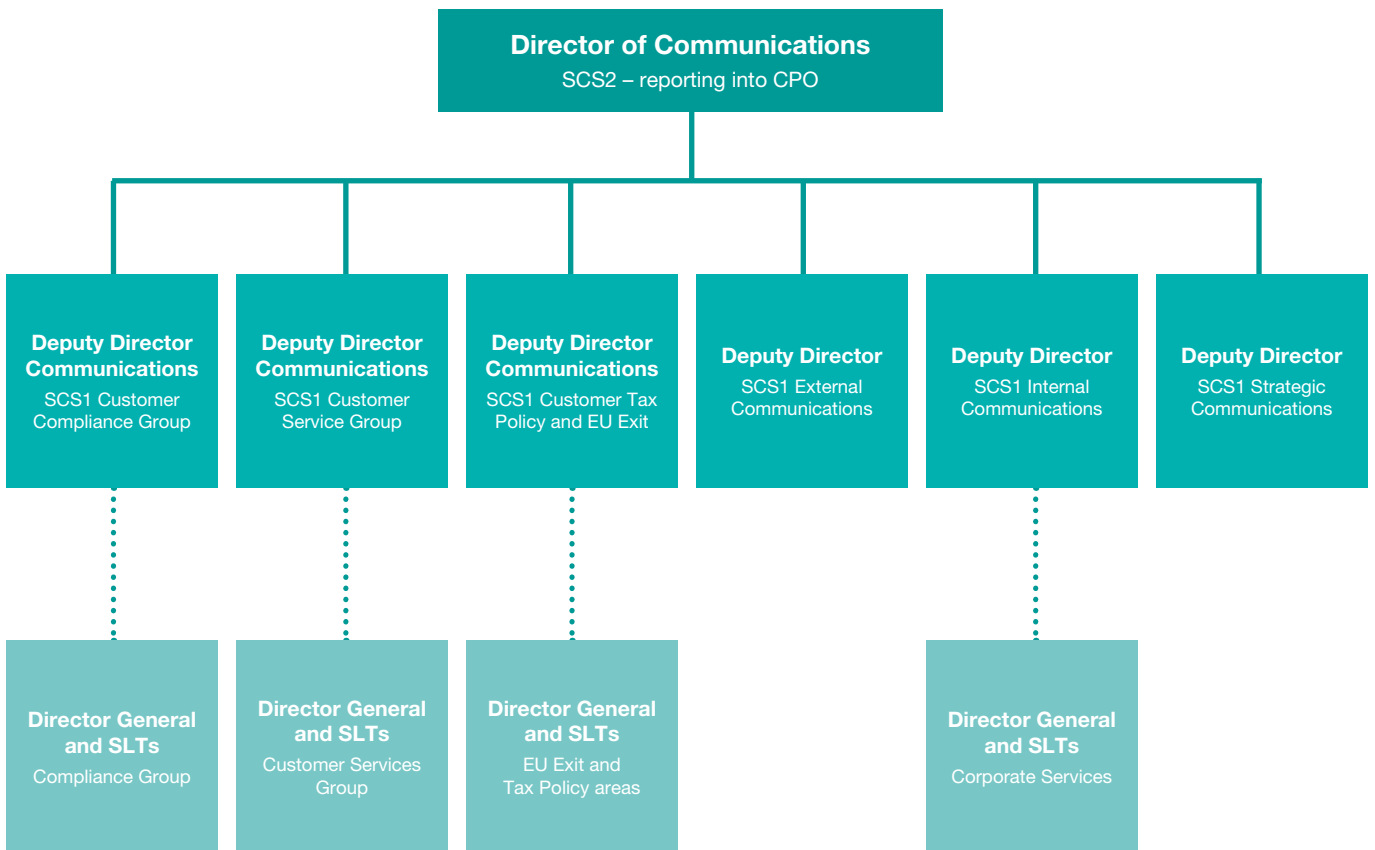 Director of Communications
SCS2 – reporting into CPO
Deputy Director
Communications
SCS1 Customer
Compliance Group
Deputy Director
Communications
SCS1 Customer
Service Group
Deputy Director
Communications
SCS1 Customer Tax
Policy and EU Exit
Deputy Director
SCS1 External
Communications
Deputy Director
SCS1 Internal
Communications
Deputy Director
SCS1 Strategic
Communications
Director General
and SLTs
Compliance Group
Director General
and SLTs
Customer Services
Group
Director General
and SLTs
EU Exit and
Tax Policy areas
Director General
and SLTs
Corporate Services